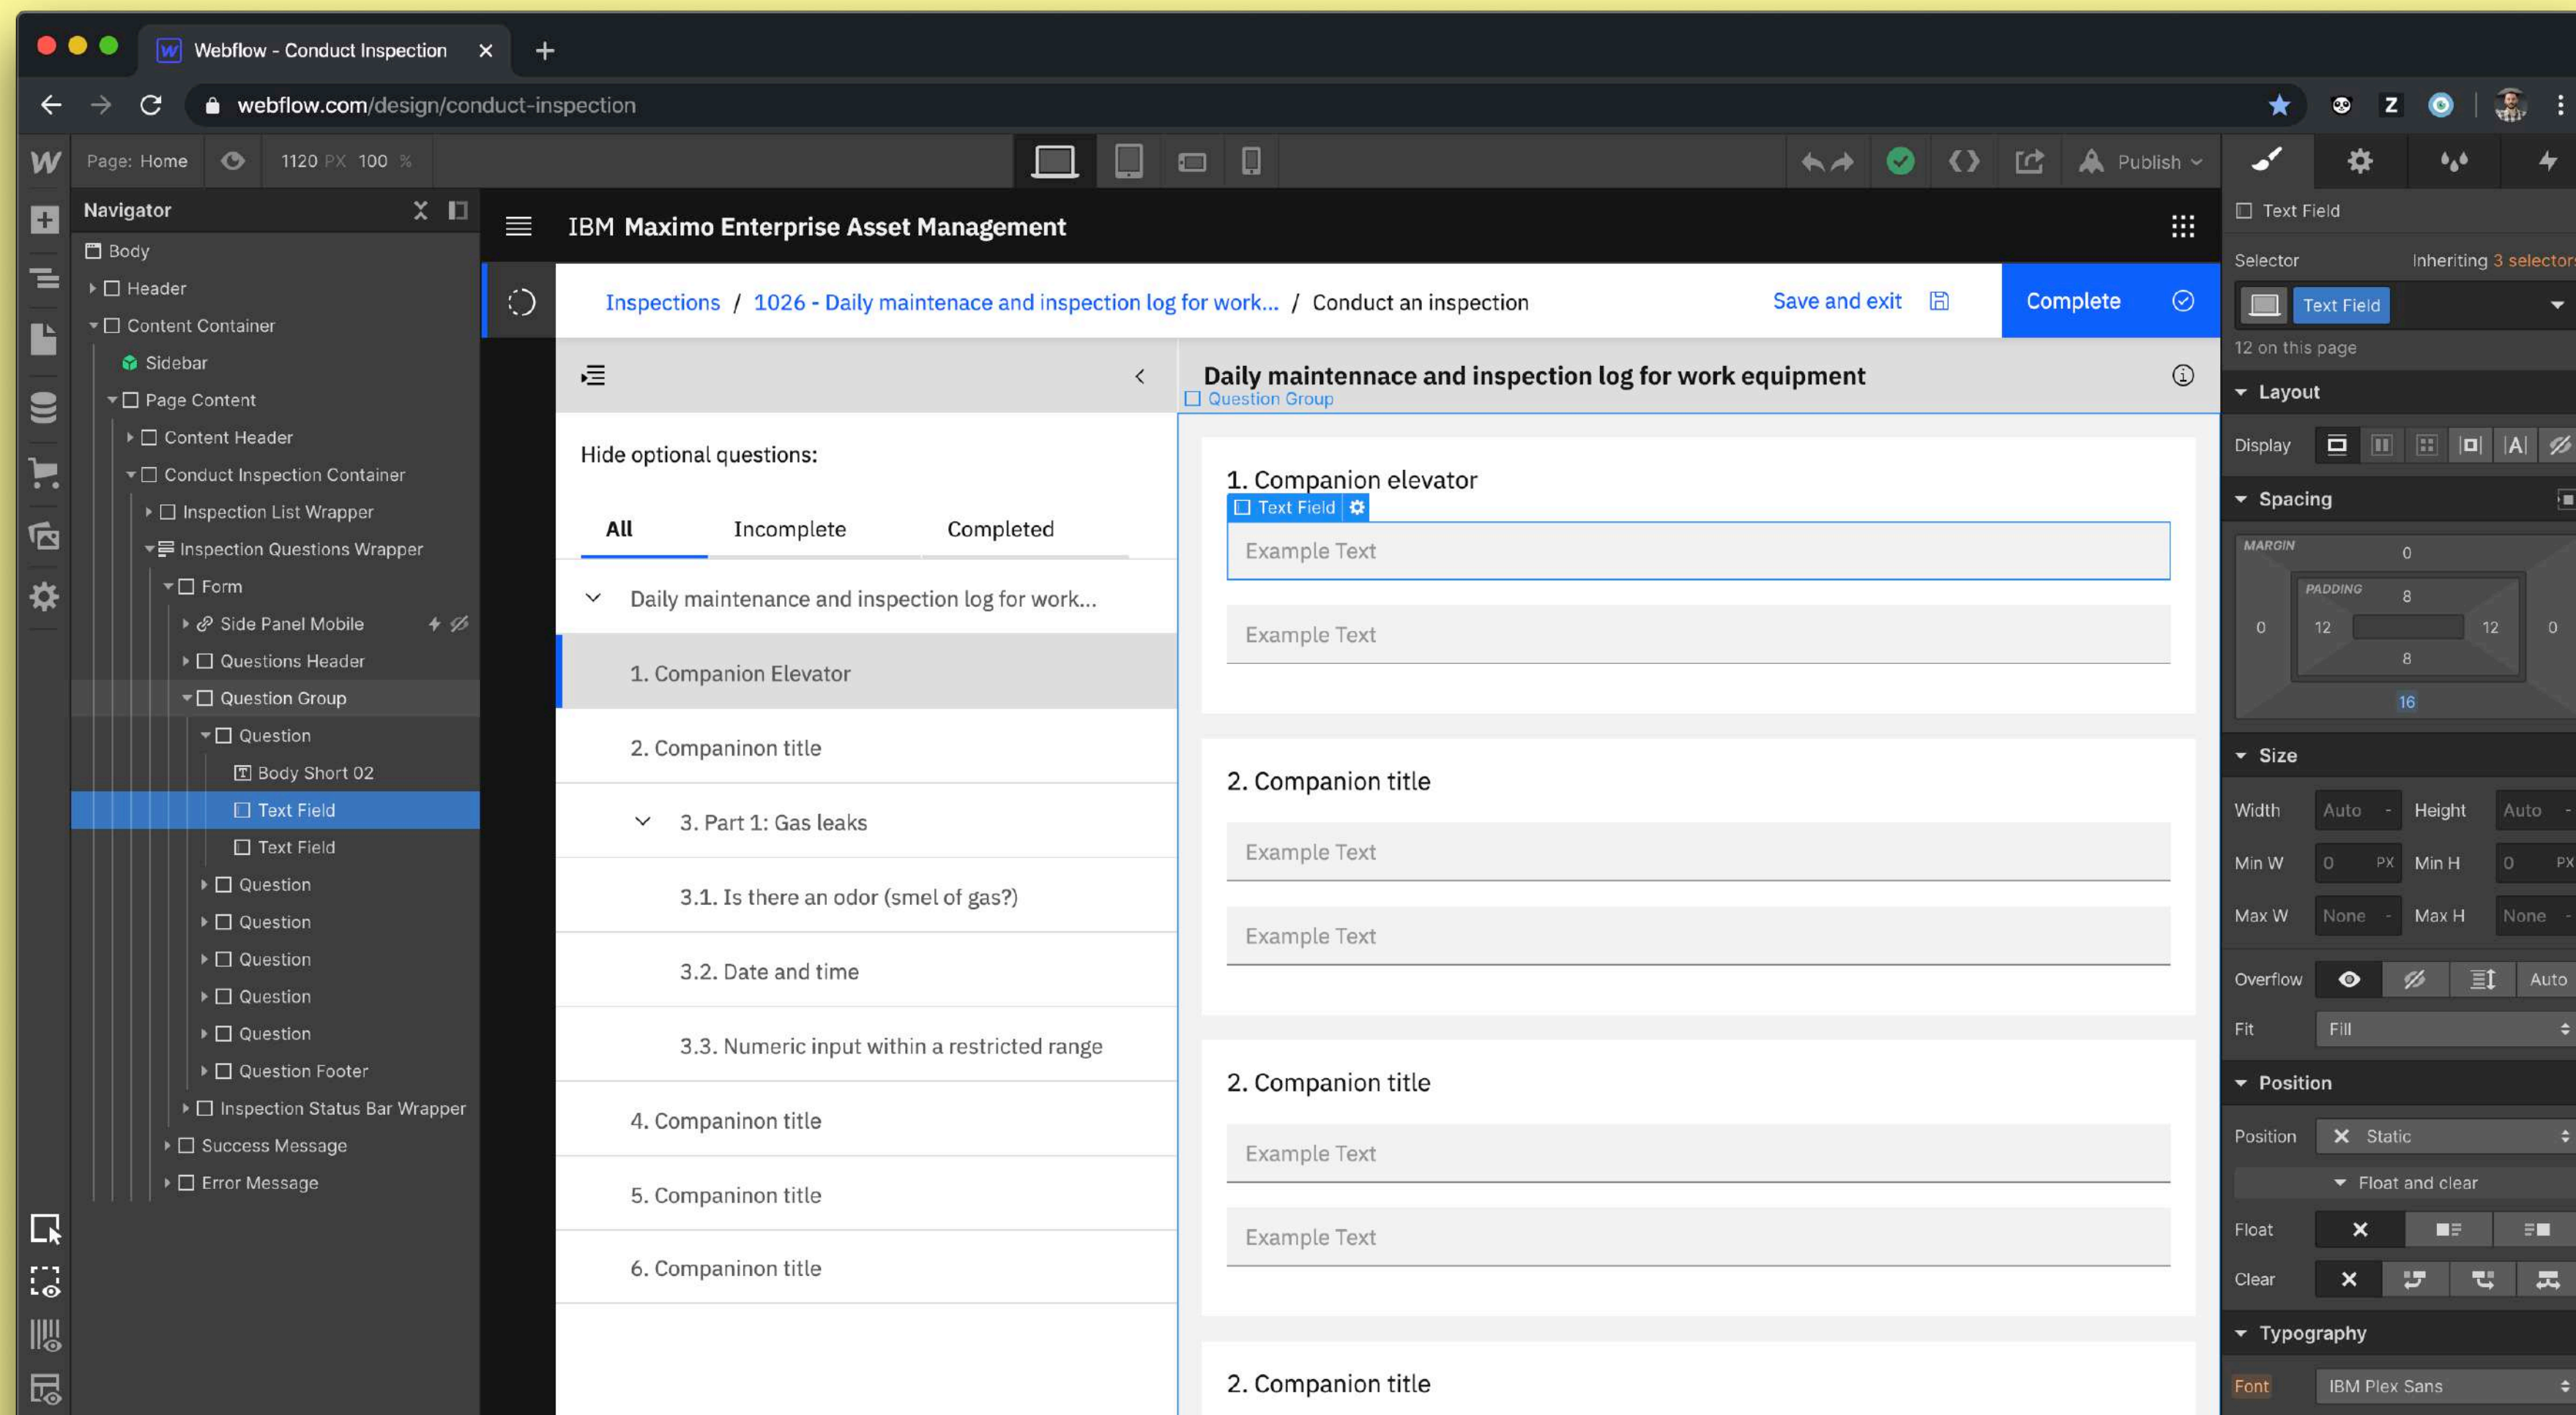 Webflow - Conduct Inspection
webflow.com/design/conduct-inspection
Z
Page: Home
1120 PX 100 %
Publish
Navigator
Body
Header
Content Container
Sidebar
Page Content
Content Header
Conduct Inspection Container
Inspection List Wrapper
Inspection Questions Wrapper
Form
Side Panel Mobile
Questions Header
Question Group
Question
Body Short 02
Text Field
Text Field
Question
Question
Question
Question
Question
Question Footer
Inspection Status Bar Wrapper
Success Message
Error Message
IBM Maximo Enterprise Asset Management
Inspections / 1026 - Daily maintenace and inspection log for work... / Conduct an inspection
Save and exit
Complete
Hide optional questions:
All Incomplete Completed
Daily maintenance and inspection log for work...
1. Companion Elevator
2. Companinon title
3. Part 1: Gas leaks
3.1. Is there an odor (smel of gas?)
3.2. Date and time
3.3. Numeric input within a restricted range
4. Companinon title
5. Companinon title
6. Companinon title
Daily maintennace and inspection log for work equipment
Question Group
1. Companion elevator
Text Field
Example Text
Example Text
2. Companion title
Example Text
Example Text
2. Companion title
Example Text
Example Text
2. Companion title
Text Field
Selector Inheriting 3 selectors
Text Field
12 on this page
Layout
Display
Spacing
MARGIN
0
PADDING
8
0 12 12 0
8
16
Size
Width Auto - Height Auto -
Min W 0 PX Min H 0 PX
Max W None - Max H None -
Overflow Auto
Fit Fill
Position
Position Static
Float and clear
Float
Clear
Typography
Font IBM Plex Sans